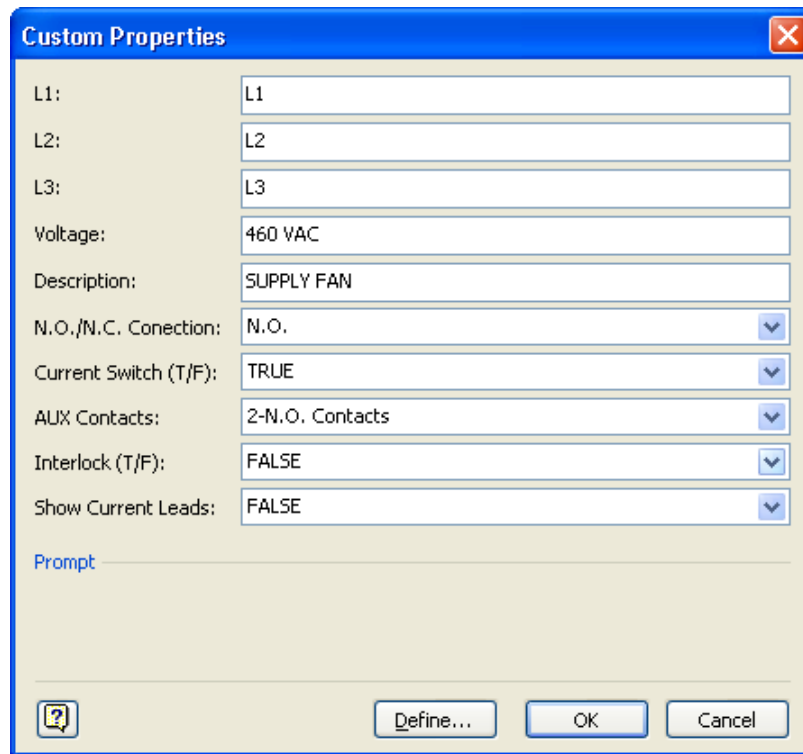 Custom Properties
L1: L1
L2: L2
L3: L3
Voltage: 460 VAC
Description: SUPPLY FAN
N.O./N.C. Conection: N.O.
Current Switch (T/F): TRUE
AUX Contacts: 2-N.O. Contacts
Interlock (T/F): FALSE
Show Current Leads: FALSE
Prompt
? Define... OK Cancel